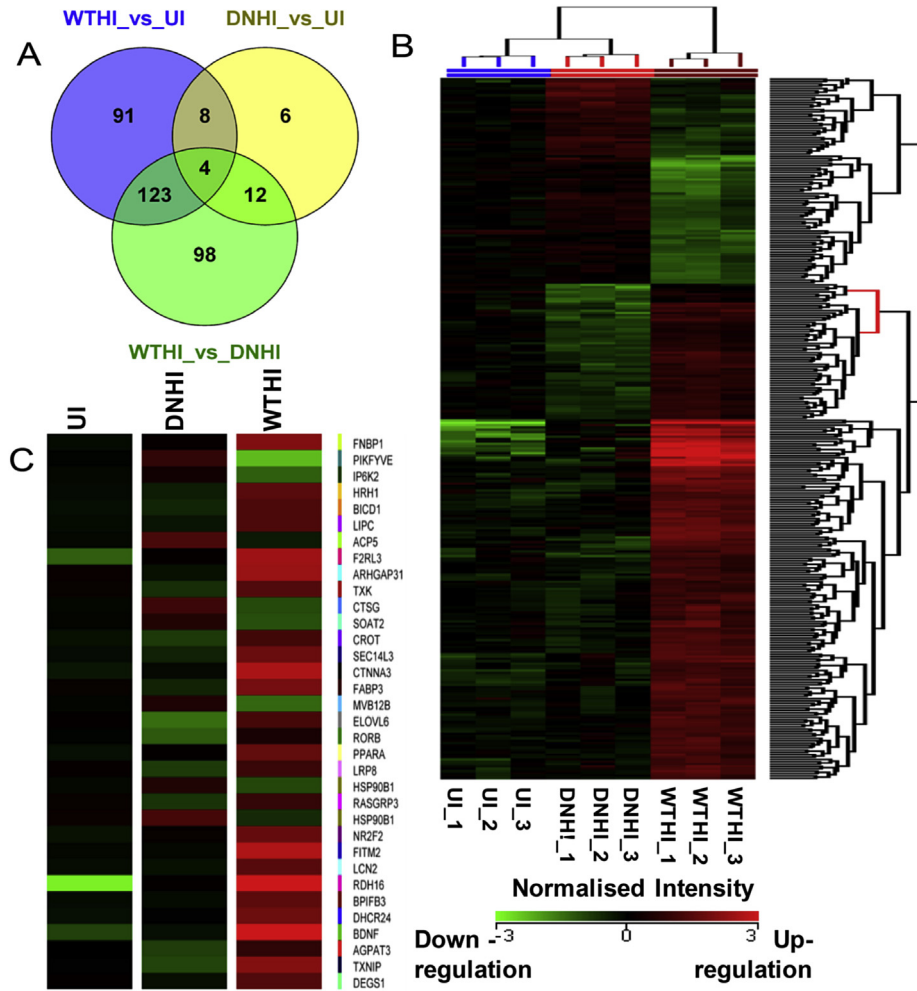 A
WTHI_vs_UI
DNHI_vs_UI
91
8
6
4
123
12
98
WTHI_vs_DNHI
B
UI_1
UI_2
UI_3
DNH!_1
DNHI_2
DNHI_3
WTHI_1
WTHI_2
WTHI_3
Normalised Intensity
-3
0
3
Down -
regulation
Up-
regulation
C
UI
DNHI
WTHI
FNBP1
PIKFYVE
IP6K2
HRH1
BICD1
LIPC
ACP5
F2RL3
ARHGAP31
TXK
CTSG
SOAT2
CROT
SEC14L3
CTNNA3
FABP3
MVB12B
ELOVL6
RORB
PPARA
LRP8
HSP90B1
RASGRP3
HSP90B1
NR2F2
FITM2
LCN2
RDH16
BPIFB3
DHCR24
BDNF
AGPAT3
TXNIP
DEGS1